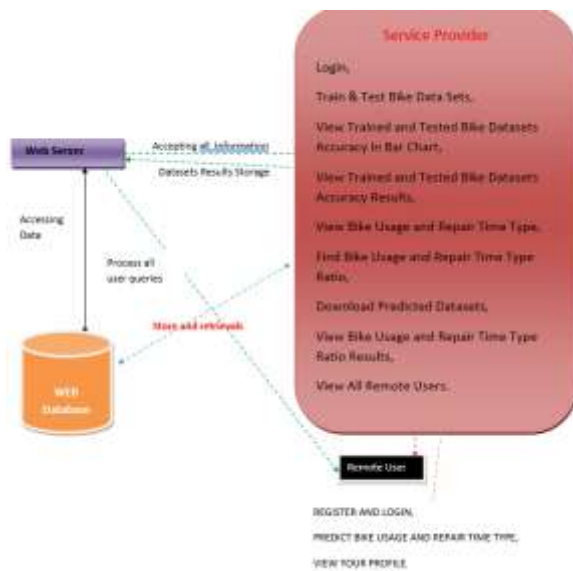 Service Provider
Login,
Train & Test Bike Data Sets,
View Trained and Tested Bike Datasets
Accuracy in Bar Chart,
View Trained and Tested Bike Datasets
Accuracy Results,
View Bike Usage and Repair Time Type,
Find Bike Usage and Repair Time Type
Ratio,
Download Predicted Datasets,
View Bike Usage and Repair Time Type
Ratio Results,
View All Remote Users.
Web Server
Accepting all Information
Datasets Results Storage
Accessing
Data
Process all
user queries
Store and retrievals
WEB
Database
Remote User
REGISTER AND LOGIN,
PREDICT BIKE USAGE AND REPAIR TIME TYPE,
VIEW YOUR PROFILE